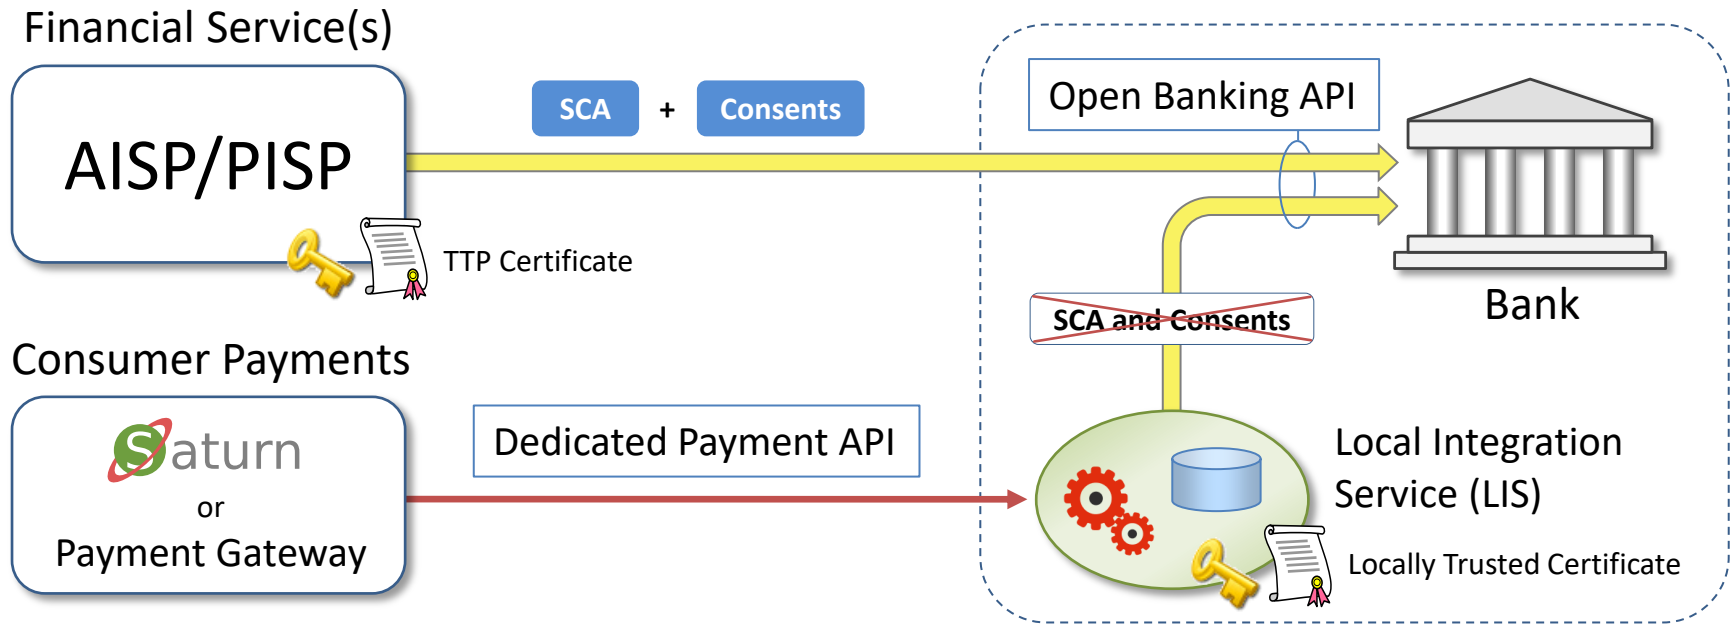 Financial Service(s)
AISP/PISP
TTP Certificate
SCA + Consents
Open Banking API
Bank
SCA and Consents
Consumer Payments
Saturn
or
Payment Gateway
Dedicated Payment API
Local Integration
Service (LIS)
Locally Trusted Certificate